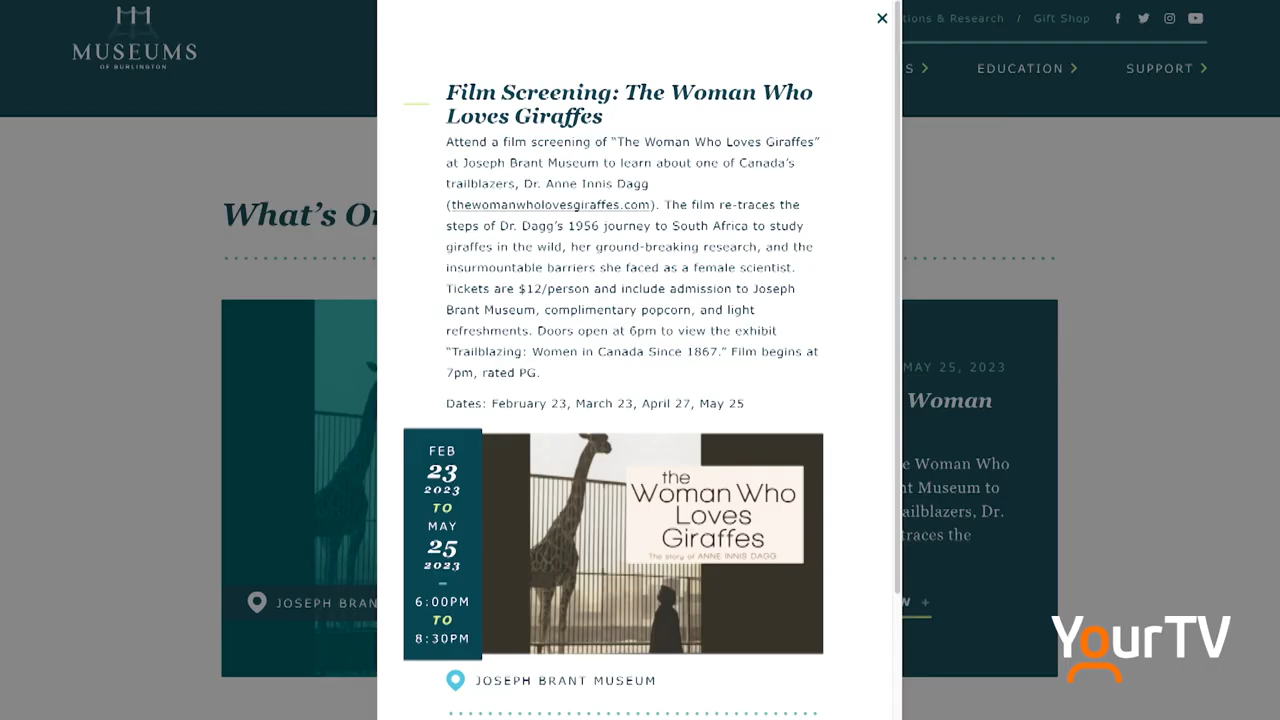 MUSEUMS
OF BURLINGTON
tions & Research / Gift Shop
S
EDUCATION
SUPPORT
What's
Film Screening: The Woman Who
Loves Giraffes
Attend a film screening of “The Woman Who Loves Giraffes”
at Joseph Brant Museum to learn about one of Canada’s
trailblazers, Dr. Anne Innis Dagg
(thewomanwholovesgiraffes.com). The film re-traces the
steps of Dr. Dagg’s 1956 journey to South Africa to study
giraffes in the wild, her ground-breaking research, and the
insurmountable barriers she faced as a female scientist.
Tickets are $12/person and include admission to Joseph
Brant Museum, complimentary popcorn, and light
refreshments. Doors open at 6pm to view the exhibit
“Trailblazing: Women in Canada Since 1867.” Film begins at
7pm, rated PG.
Dates: February 23, March 23, April 27, May 25
FEB
23
2023
TO
MAY
25
2023
–
6:00PM
TO
8:30PM
the
Woman Who
Loves
Giraffes
The story of ANNE INNIS DAGG
JOSEPH BRANT MUSEUM
JOSEPH BRAN
MAY 25, 2023
Woman
e Woman Who
nt Museum to
ailblazers, Dr.
traces the
W +
YourTV